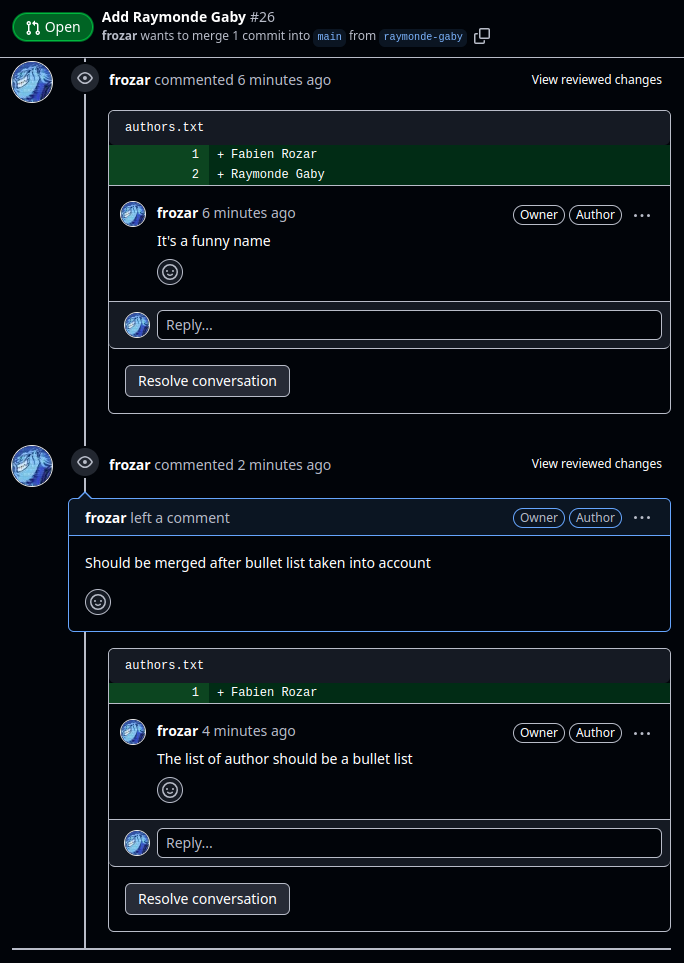 Open
Add Raymonde Gaby #26
frozar wants to merge 1 commit into main from raymonde-gaby
frozar commented 6 minutes ago
View reviewed changes
authors.txt
1 + Fabien Rozar
2 + Raymonde Gaby
frozar 6 minutes ago Owner Author ...
It's a funny name
Reply...
Resolve conversation
frozar commented 2 minutes ago
View reviewed changes
frozar left a comment Owner Author ...
Should be merged after bullet list taken into account
authors.txt
1 + Fabien Rozar
frozar 4 minutes ago Owner Author ...
The list of author should be a bullet list
Reply...
Resolve conversation